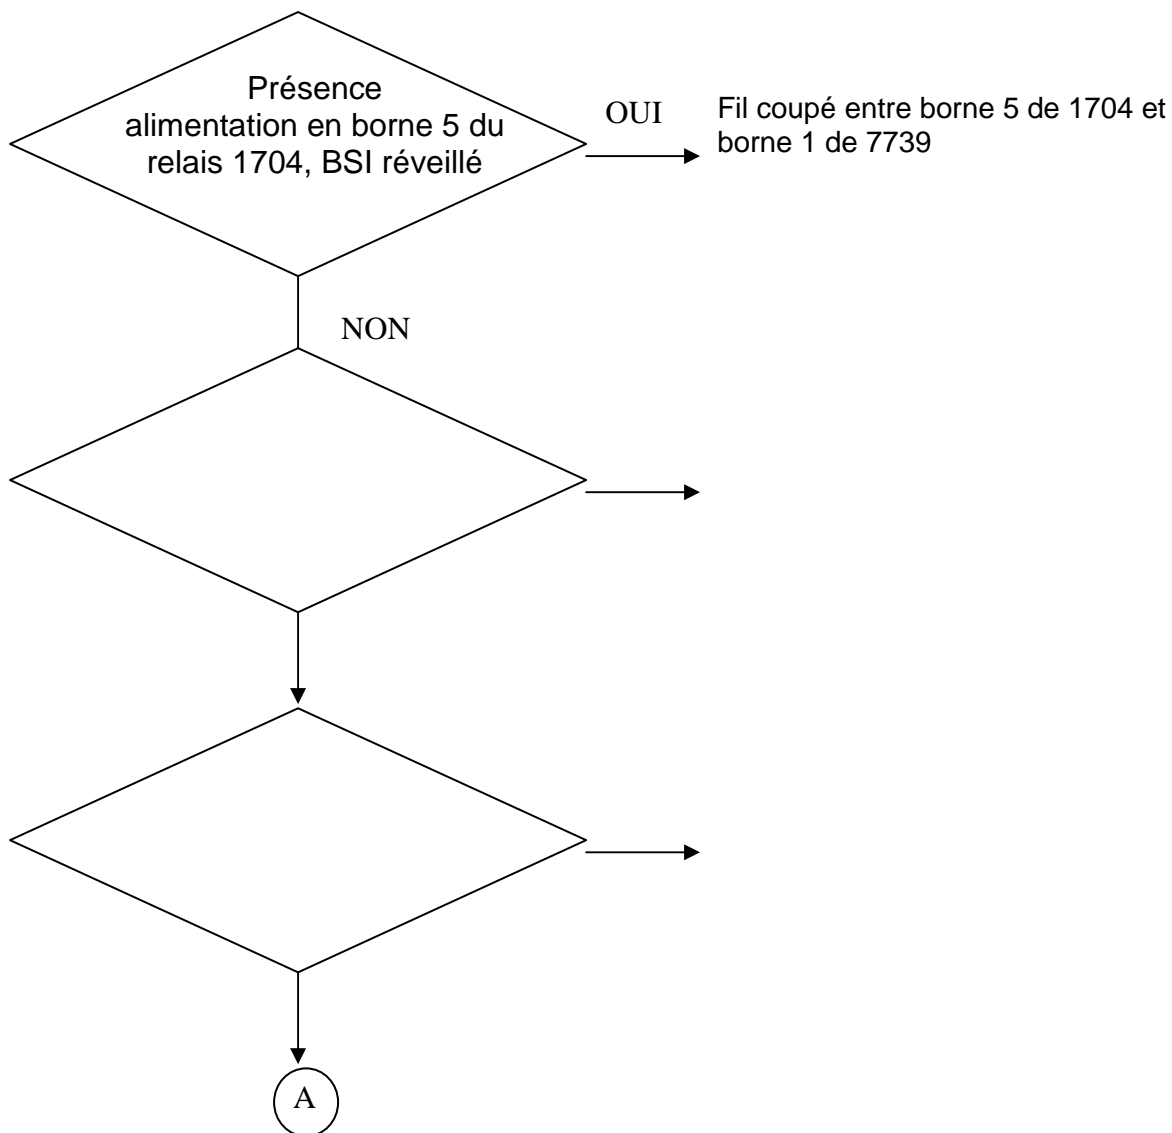 Présence
alimentation en borne 5 du
relais 1704, BSI réveillé
OUI
Fil coupé entre borne 5 de 1704 et
borne 1 de 7739
NON
A